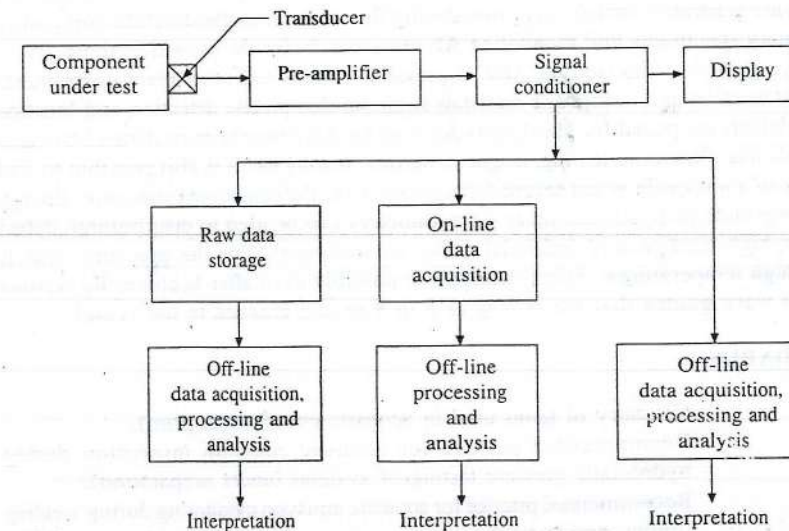 Transducer
Component
under test
Pre-amplifier
Signal
conditioner
Display
Raw data
storage
On-line
data
acquisition
Off-line
data acquisition,
processing and
analysis
Off-line
processing
and
analysis
Off-line
data acquisition,
processing and
analysis
Interpretation
Interpretation
Interpretation